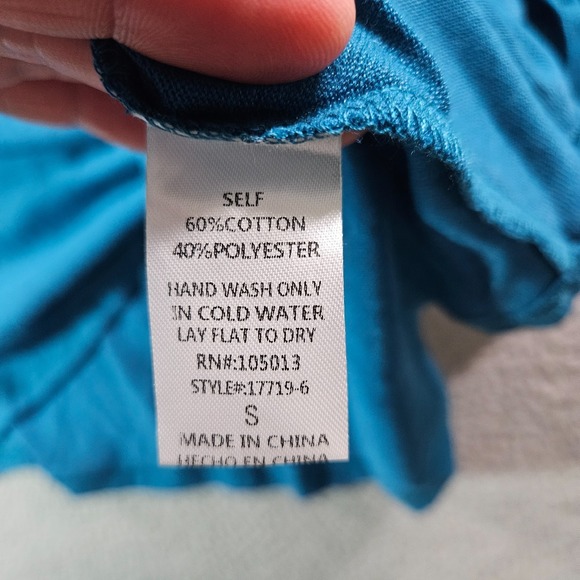 SELF
60%COTTON
40%POLYESTER
HAND WASH ONLY
IN COLD WATER
LAY FLAT TO DRY
RN#:105013
STYLE#:17719-6
S
MADE IN CHINA
HECHO EN CHINA